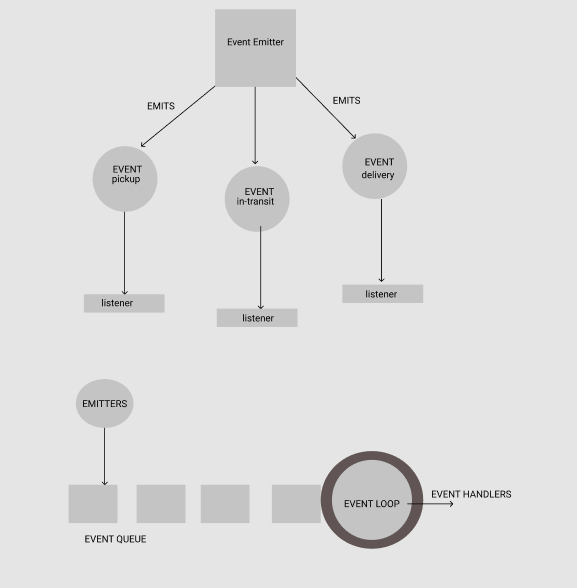 Event Emitter
EMITS
EMITS
EVENT
pickup
EVENT
in-transit
EVENT
delivery
listener
listener
listener
EMITTERS
EVENT LOOP
EVENT HANDLERS
EVENT QUEUE